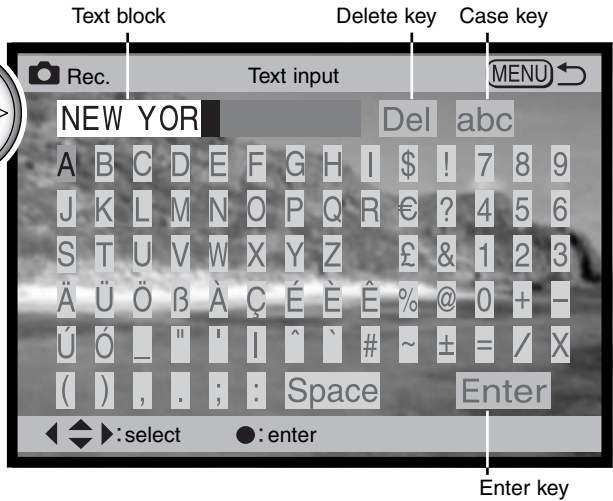 Text block Delete key Case key
Rec. Text input MENU
NEW YOR Del abc
A B C D E F G H I $ ! 7 8 9
J K L M N O P Q R € ? 4 5 6
S T U V W X Y Z £ & 1 2 3
Ä Ü Ö ß À Ç É È Ê % @ 0 + −
Ú Ó _ " ' | ^ ` # ~ ± = / X
( ) , . ; : Space Enter
:select :enter
Enter key